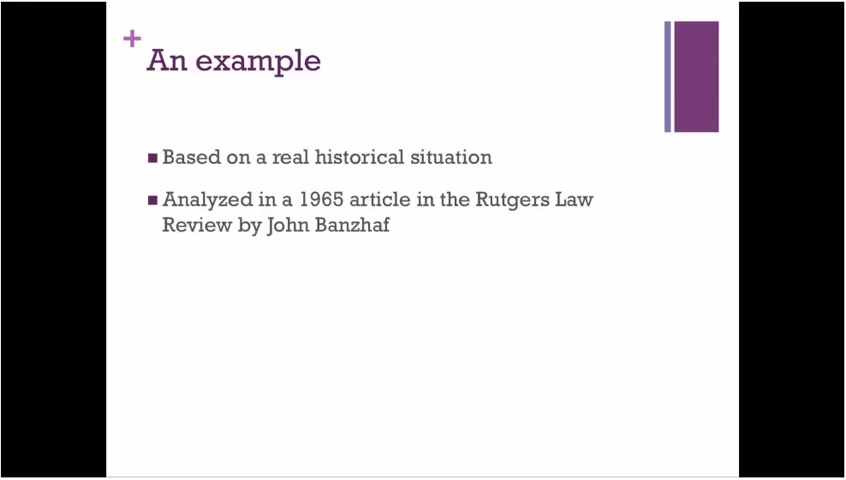 +
An example
■ Based on a real historical situation
■ Analyzed in a 1965 article in the Rutgers Law
Review by John Banzhaf